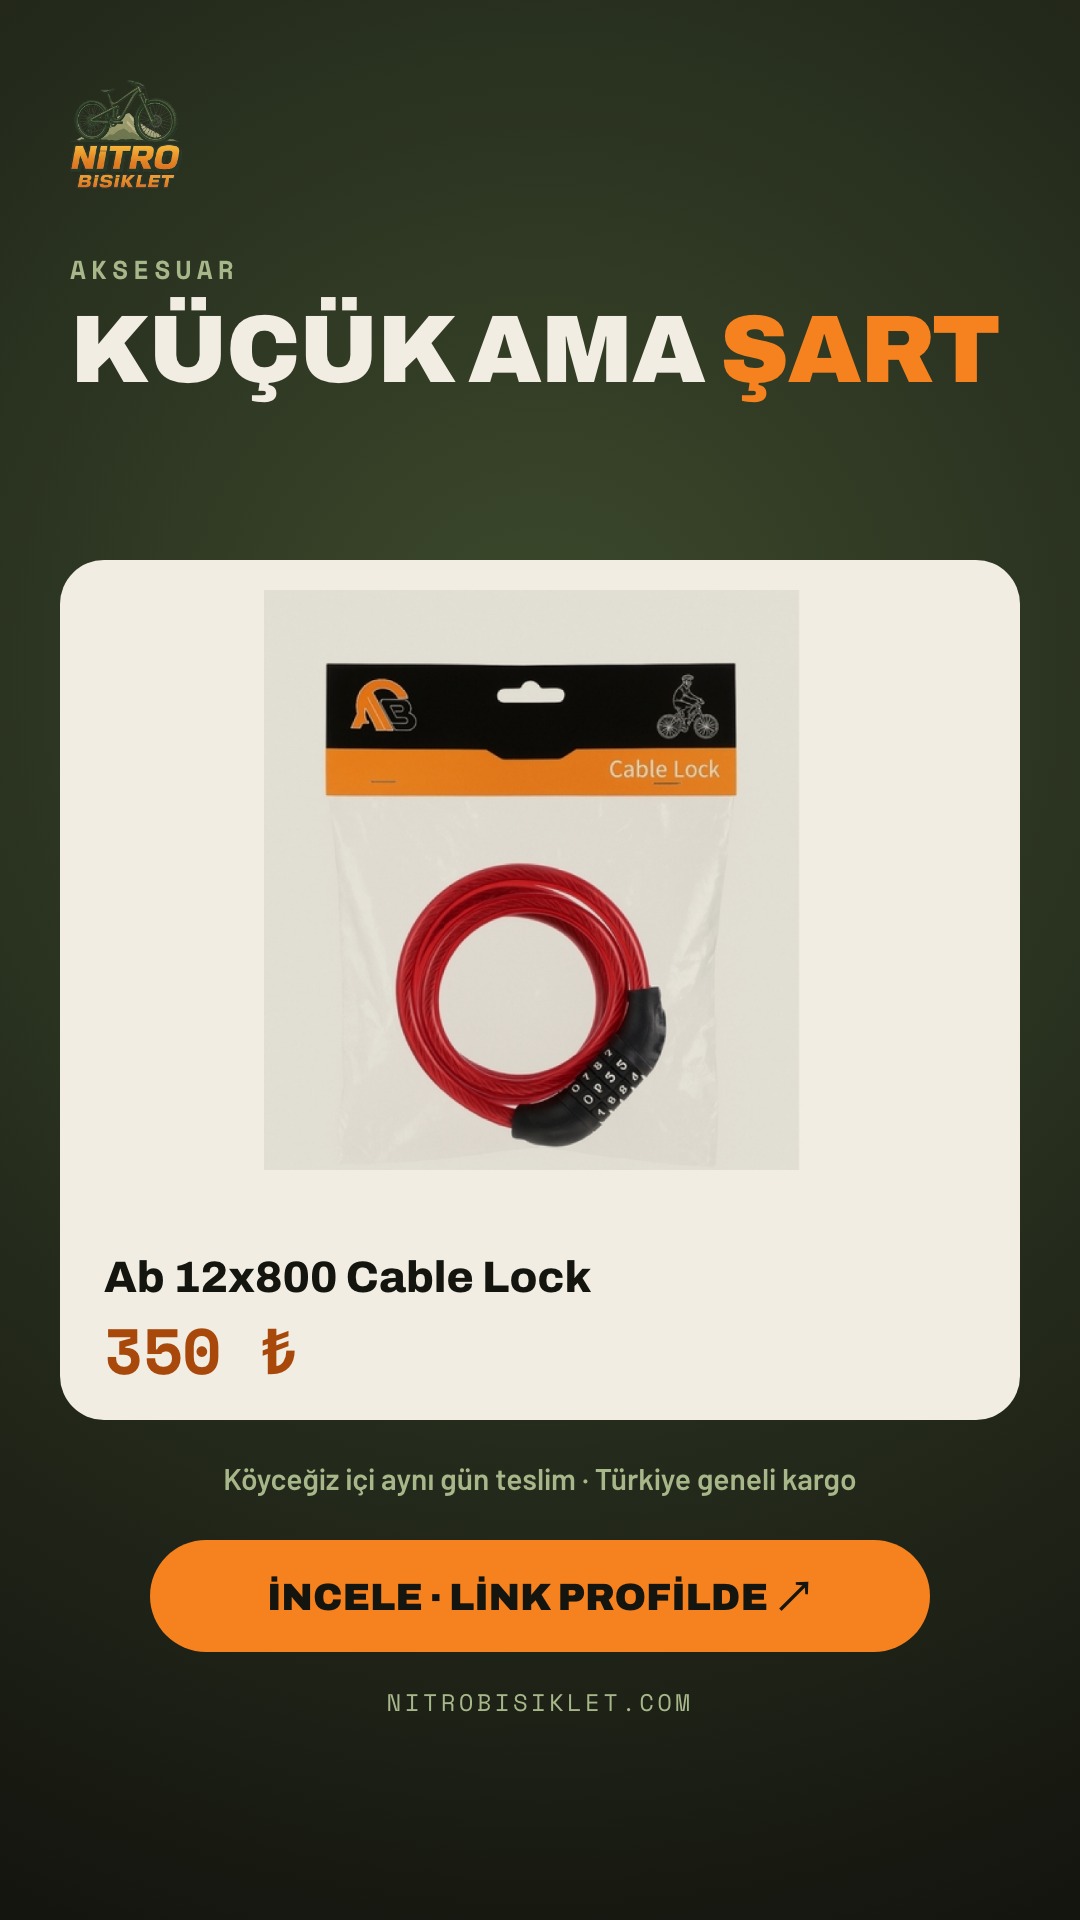 NiTRO
BiSiKLET
AKSESUAR
KÜÇÜK AMA ŞART
AB
Cable Lock
Ab 12x800 Cable Lock
350 ₺
Köyceğiz içi aynı gün teslim · Türkiye geneli kargo
İNCELE · LİNK PROFİLDE ↗
NITROBISIKLET.COM